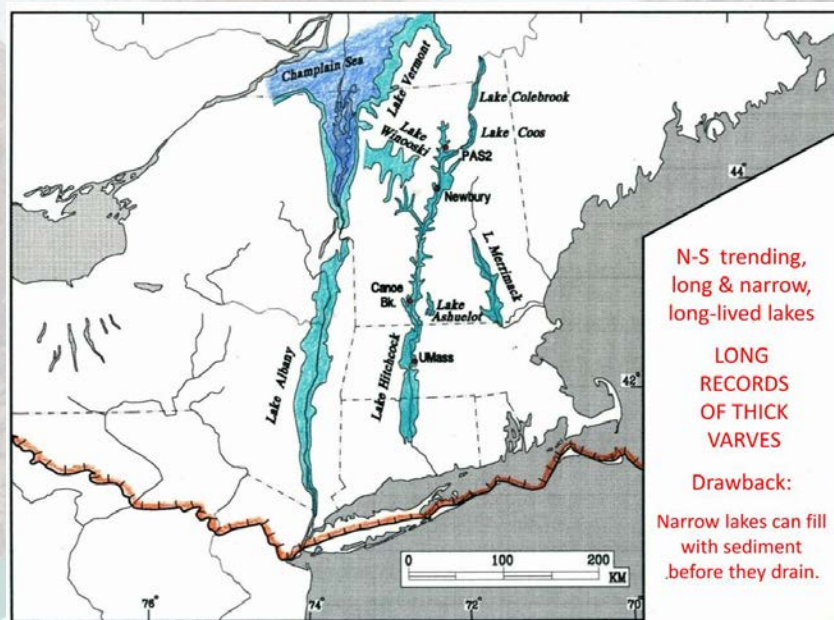 Champlain Sea
Lake Vermont
Lake
Winooski
Lake Colebrook
Lake Coos
PAS2
44
Newbury
L. Merrimack
Canoe
Bk.
Lake
Ashuelot
UMass
42
Lake Albany
Lake Hitchcock
0 100 200
KM
76 74 72 70
N-S trending,
long & narrow,
long-lived lakes
LONG
RECORDS
OF THICK
VARVES
Drawback:
Narrow lakes can fill
with sediment
before they drain.